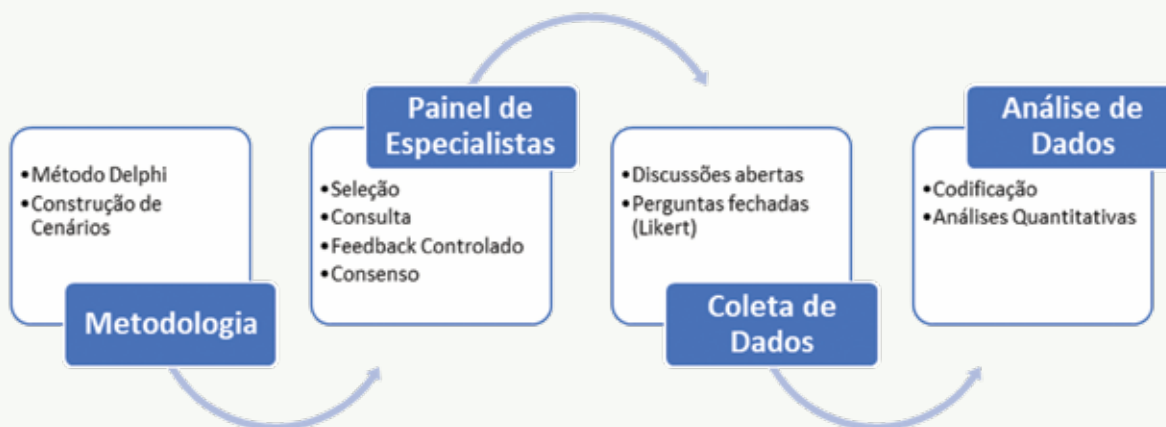 •Método Delphi
•Construção de
Cenários
Metodologia
Painel de
Especialistas
•Seleção
•Consulta
•Feedback Controlado
•Consenso
•Discussões abertas
•Perguntas fechadas
(Likert)
Coleta de
Dados
Análise de
Dados
•Codificação
•Análises Quantitativas